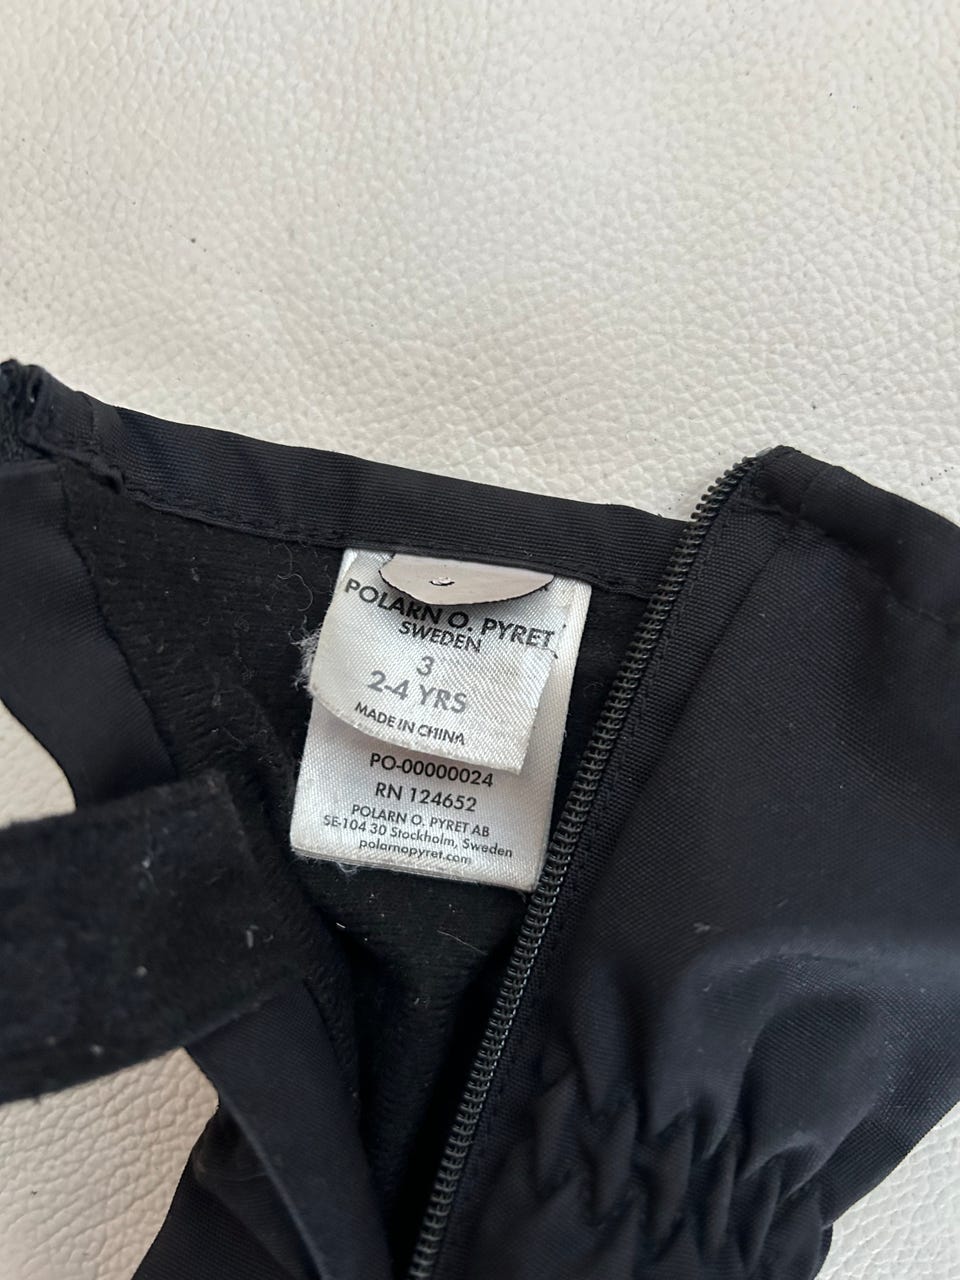 POLARN O. PYRET
SWEDEN
3
2-4 YRS
MADE IN CHINA
PO-00000024
RN 124652
POLARN O. PYRET AB
SE-104 30 Stockholm, Sweden
polarnopyret.com